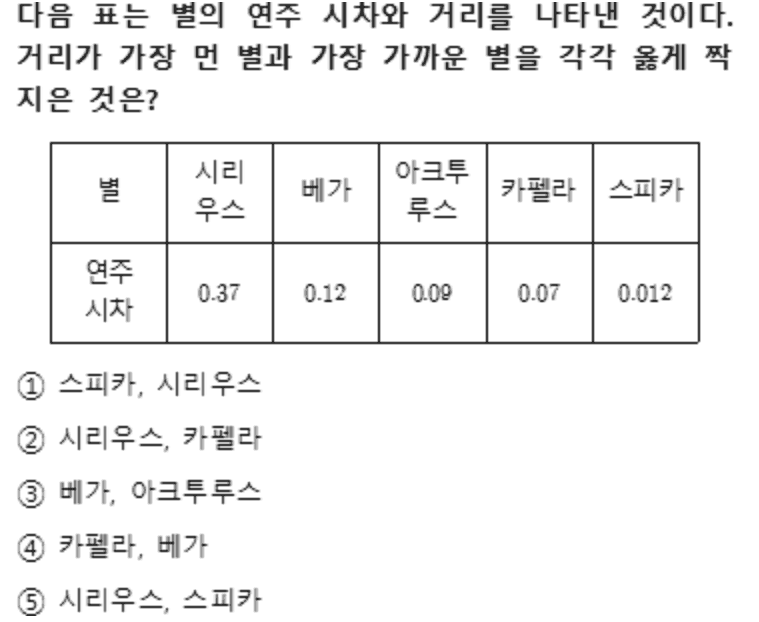 다음 표는 별의 연주 시차와 거리를 나타낸 것이다.
거리가 가장 먼 별과 가장 가까운 별을 각각 옳게 짝
지은 것은?
별 시리우스 베가 아크투루스 카펠라 스피카
연주 시차 0.37 0.12 0.09 0.07 0.012
① 스피카, 시리우스
② 시리우스, 카펠라
③ 베가, 아크투루스
④ 카펠라, 베가
⑤ 시리우스, 스피카